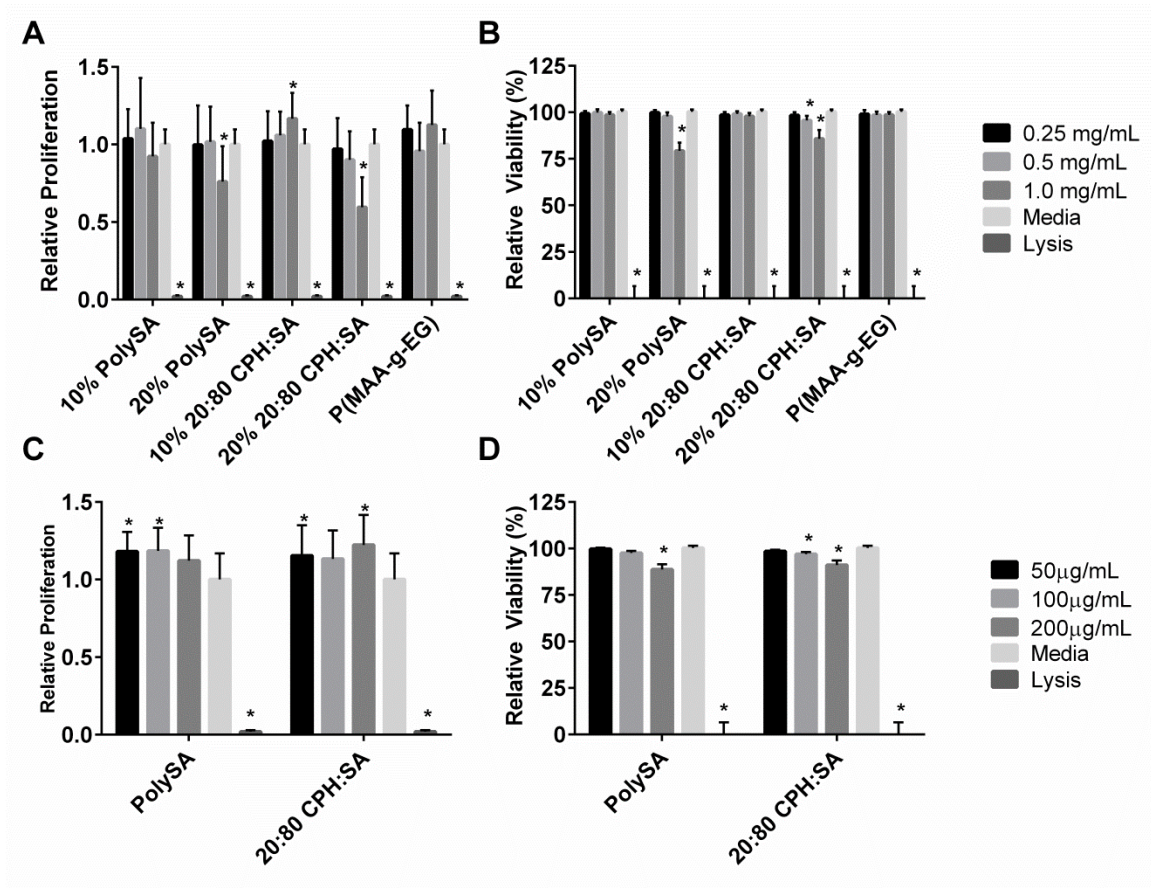 A
Relative Proliferation
1.5
1.0
0.5
0.0
* * * * * * * *
10% PolySA
20% PolySA
10% 20:80 CPH:SA
20% 20:80 CPH:SA
P(MAA-g-EG)
B
Relative Viability (%)
125
100
75
50
25
0
* * * * * * * *
10% PolySA
20% PolySA
10% 20:80 CPH:SA
20% 20:80 CPH:SA
P(MAA-g-EG)
0.25 mg/mL
0.5 mg/mL
1.0 mg/mL
Media
Lysis
C
Relative Proliferation
1.5
1.0
0.5
0.0
* * * * * *
PolySA
20:80 CPH:SA
D
Relative Viability (%)
125
100
75
50
25
0
* * * * *
PolySA
20:80 CPH:SA
50μg/mL
100μg/mL
200μg/mL
Media
Lysis